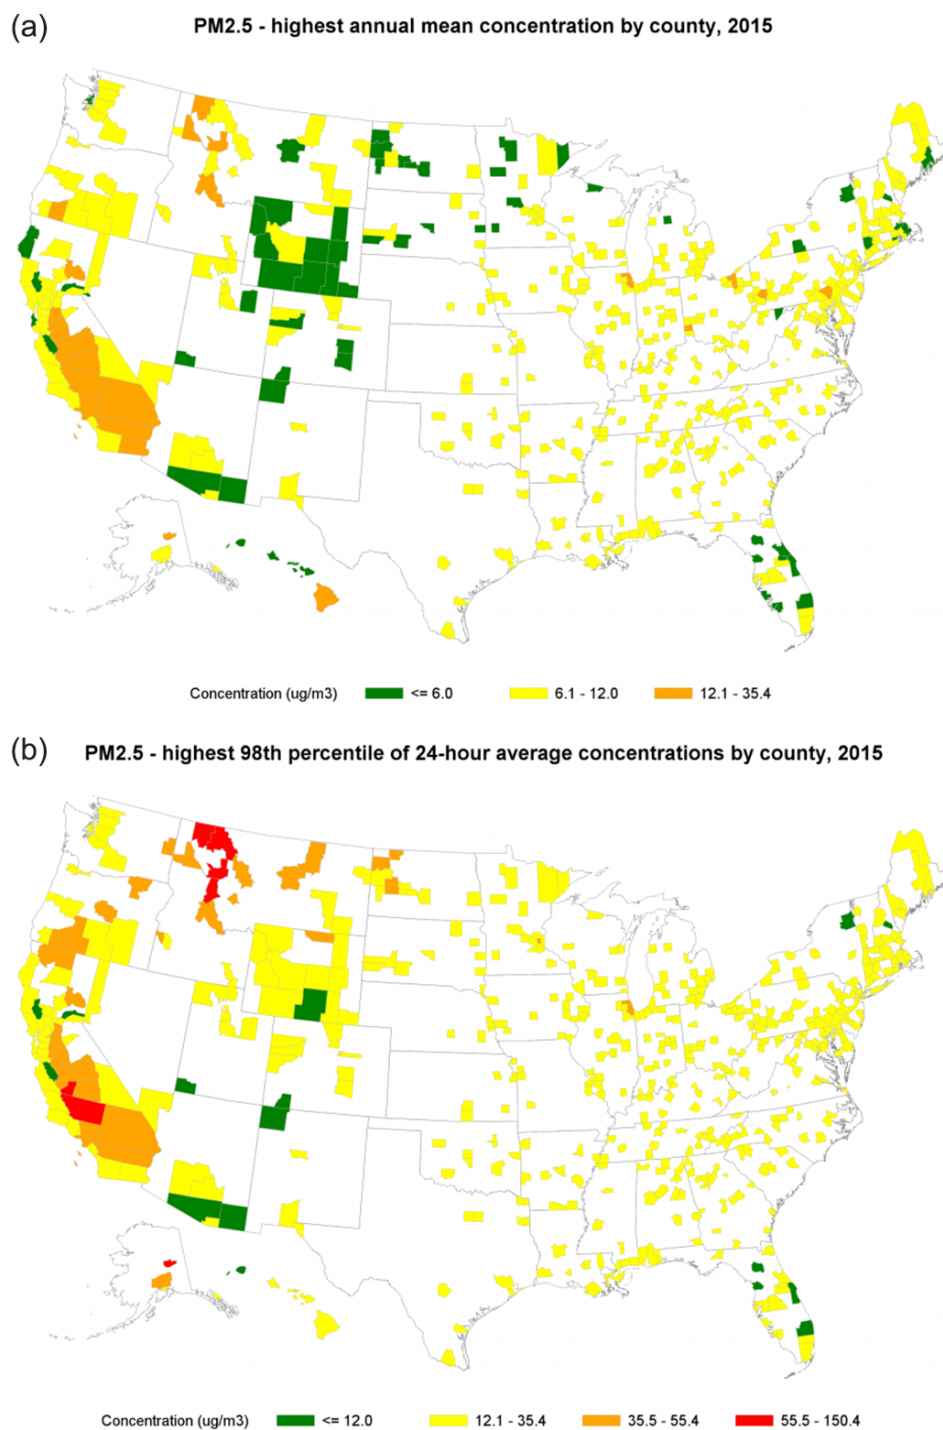 (a)
PM2.5 - highest annual mean concentration by county, 2015
Concentration (ug/m3) <= 6.0 6.1 - 12.0 12.1 - 35.4
(b)
PM2.5 - highest 98th percentile of 24-hour average concentrations by county, 2015
Concentration (ug/m3) <= 12.0 12.1 - 35.4 35.5 - 55.4 55.5 - 150.4